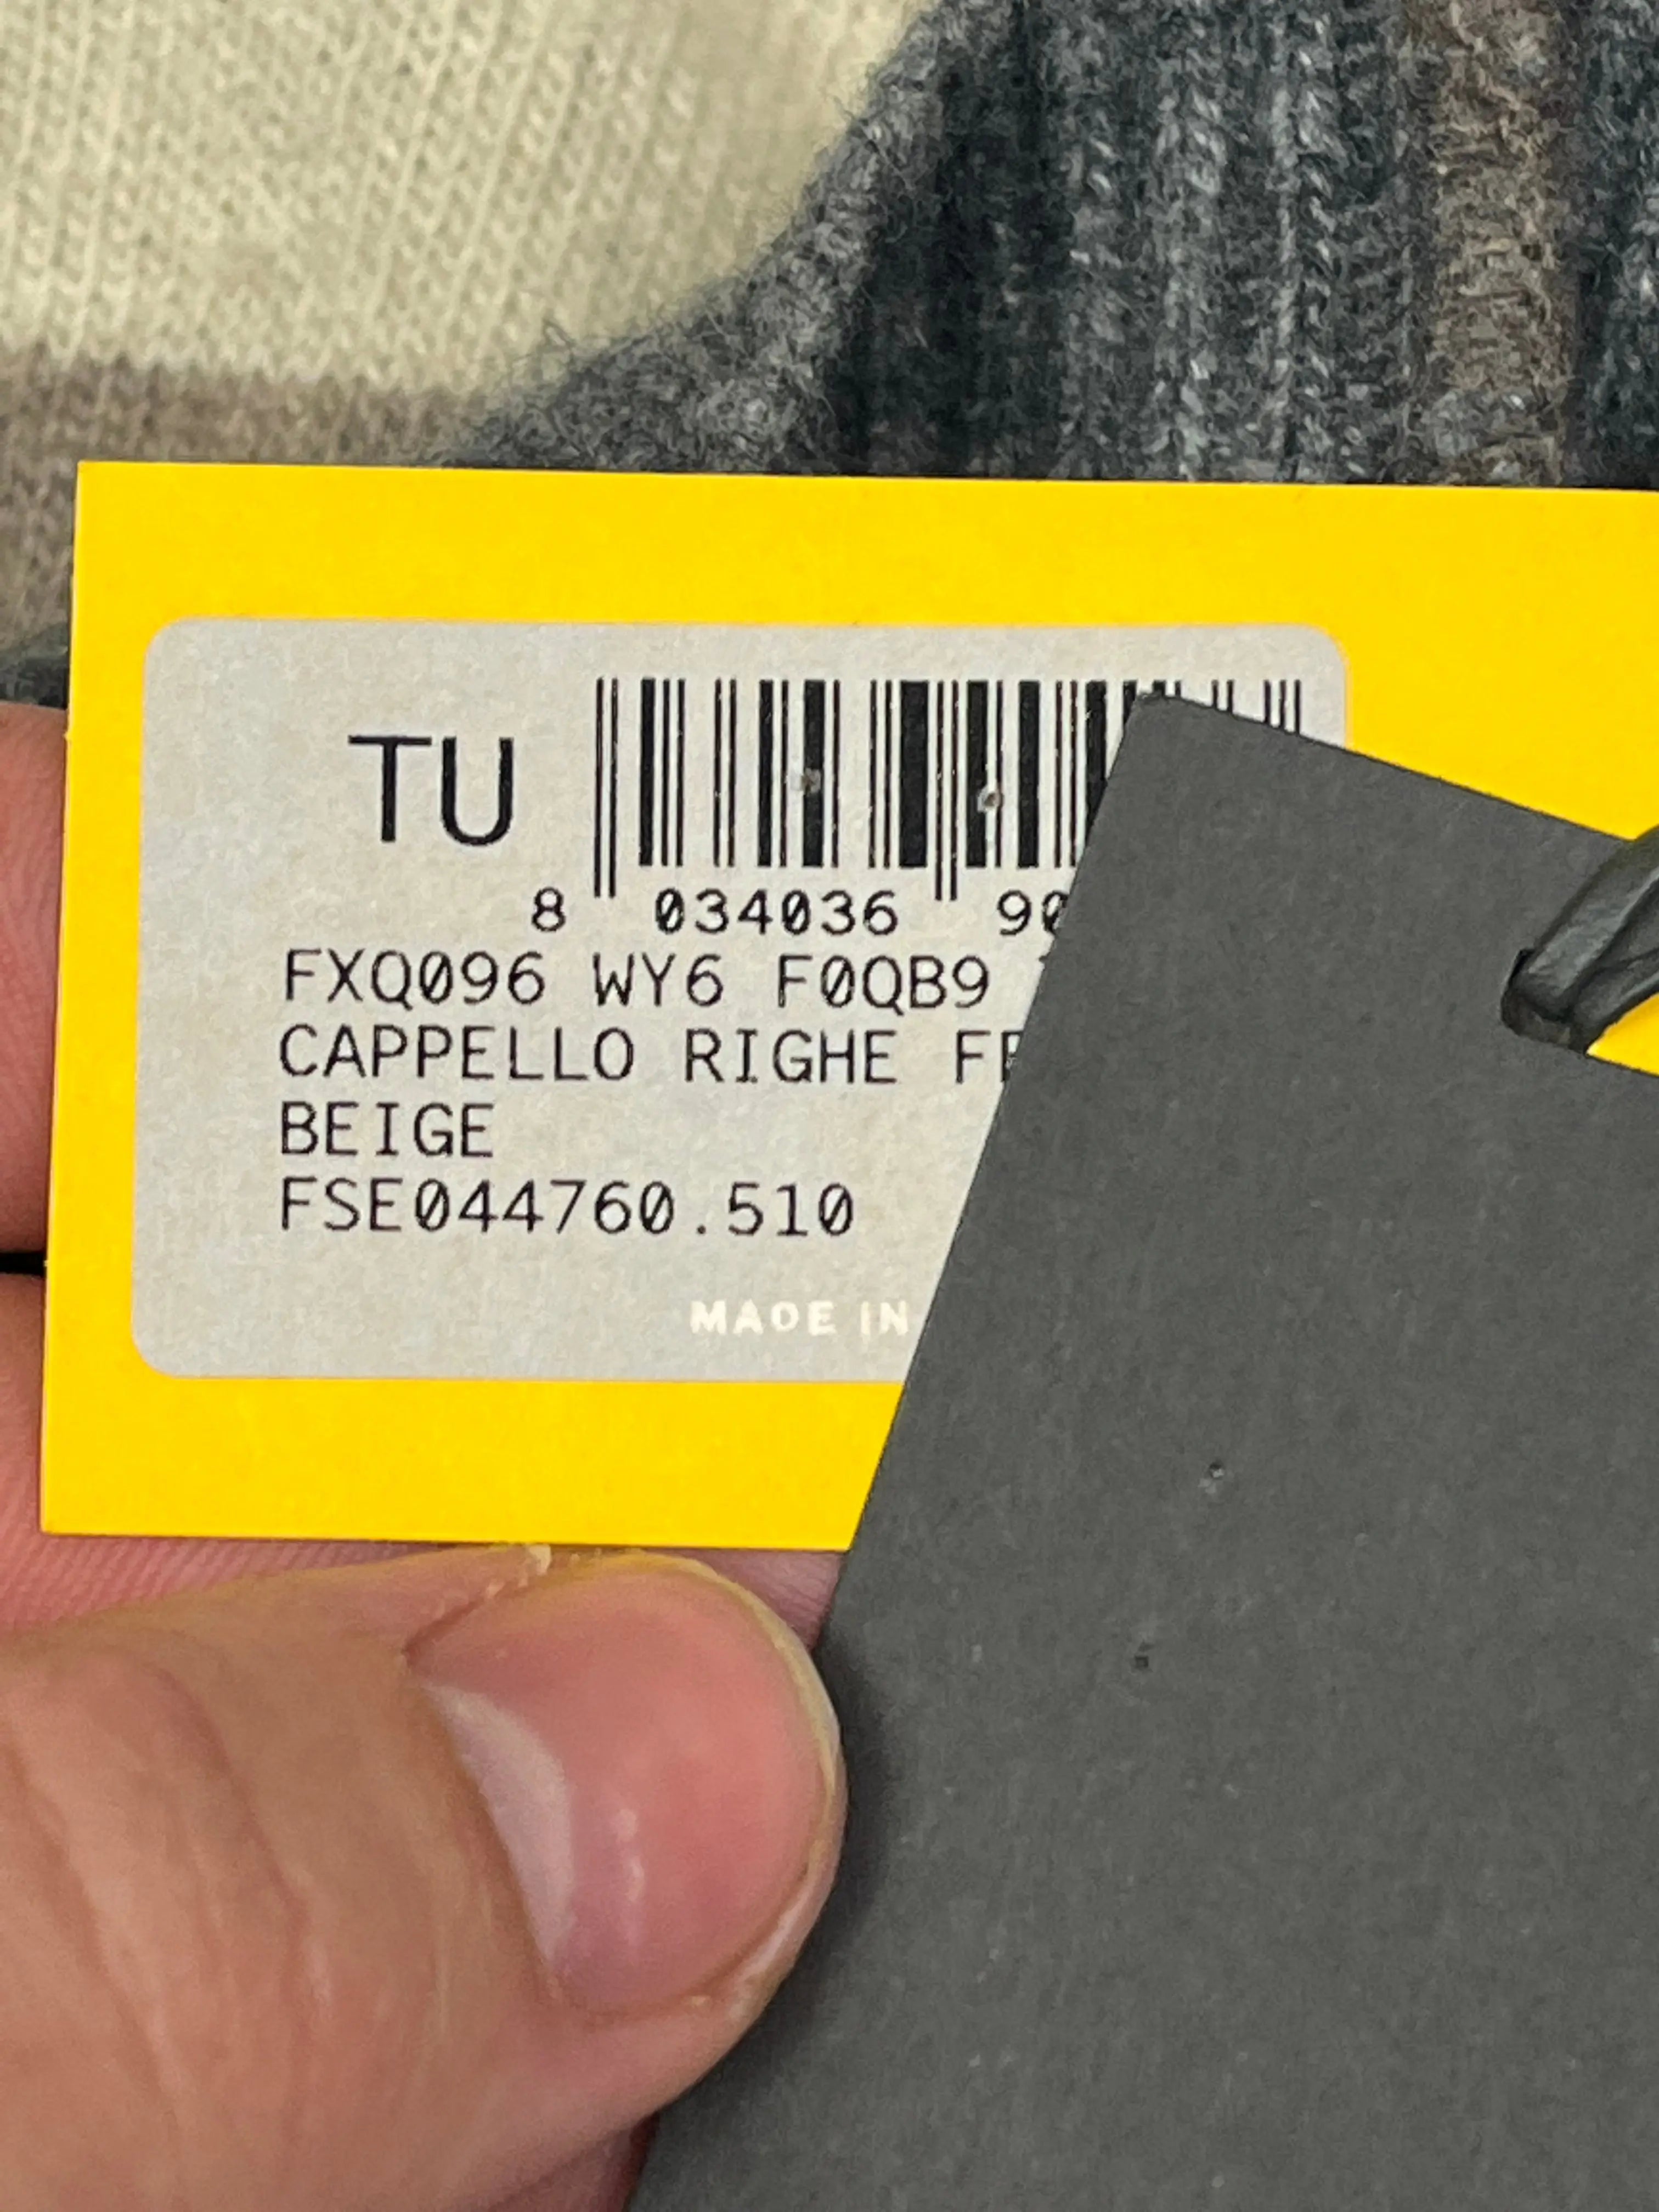 TU
8 034036 90
FXQ096 WY6 F0QB9
CAPPELLO RIGHE
BEIGE
FSE044760.510
MADE IN